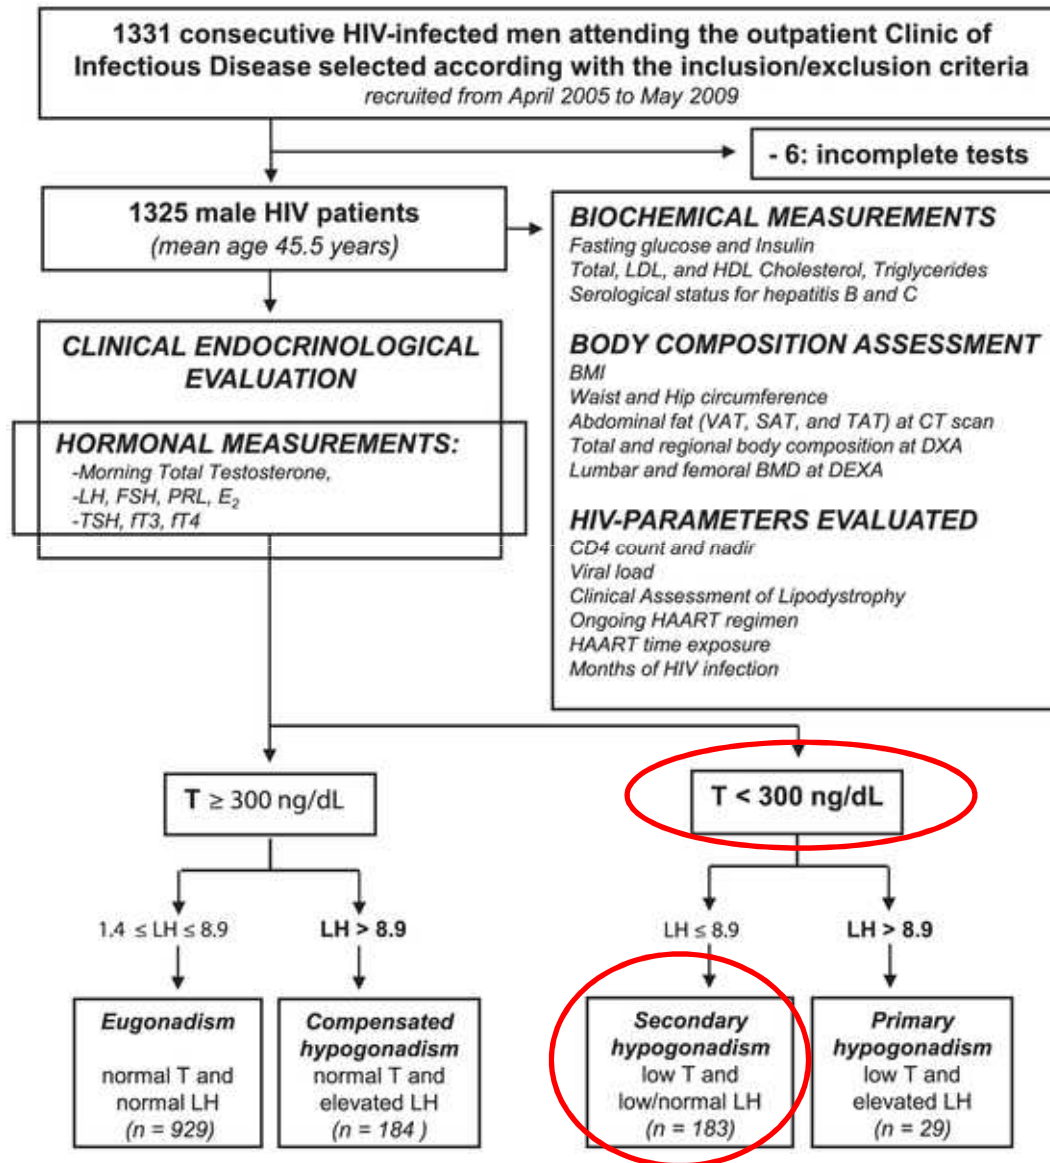 1331 consecutive HIV-infected men attending the outpatient Clinic of
Infectious Disease selected according with the inclusion/exclusion criteria
recruited from April 2005 to May 2009
- 6: incomplete tests
1325 male HIV patients
(mean age 45.5 years)
BIOCHEMICAL MEASUREMENTS
Fasting glucose and Insulin
Total, LDL, and HDL Cholesterol, Triglycerides
Serological status for hepatitis B and C
BODY COMPOSITION ASSESSMENT
BMI
Waist and Hip circumference
Abdominal fat (VAT, SAT, and TAT) at CT scan
Total and regional body composition at DXA
Lumbar and femoral BMD at DEXA
HIV-PARAMETERS EVALUATED
CD4 count and nadir
Viral load
Clinical Assessment of Lipodystrophy
Ongoing HAART regimen
HAART time exposure
Months of HIV infection
CLINICAL ENDOCRINOLOGICAL
EVALUATION
HORMONAL MEASUREMENTS:
-Morning Total Testosterone,
-LH, FSH, PRL, E₂
-TSH, fT3, fT4
T ≥ 300 ng/dL
T < 300 ng/dL
1.4 ≤ LH ≤ 8.9
LH > 8.9
LH ≤ 8.9
LH > 8.9
Eugonadism
normal T and
normal LH
(n = 929)
Compensated
hypogonadism
normal T and
elevated LH
(n = 184 )
Secondary
hypogonadism
low T and
low/normal LH
(n = 183)
Primary
hypogonadism
low T and
elevated LH
(n = 29)